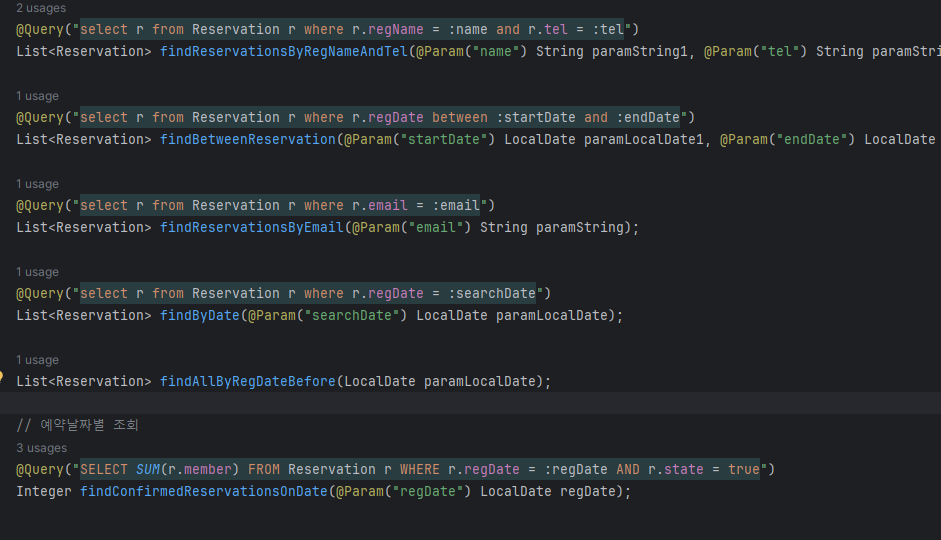 2 usages
@Query("select r from Reservation r where r.regName = :name and r.tel = :tel")
List<Reservation> findReservationsByRegNameAndTel(@Param("name") String paramString1, @Param("tel") String paramStri
1 usage
@Query("select r from Reservation r where r.regDate between :startDate and :endDate")
List<Reservation> findBetweenReservation(@Param("startDate") LocalDate paramLocalDate1, @Param("endDate") LocalDate
1 usage
@Query("select r from Reservation r where r.email = :email")
List<Reservation> findReservationsByEmail(@Param("email") String paramString);
1 usage
@Query("select r from Reservation r where r.regDate = :searchDate")
List<Reservation> findByDate(@Param("searchDate") LocalDate paramLocalDate);
1 usage
List<Reservation> findAllByRegDateBefore(LocalDate paramLocalDate);
// 예약날짜별 조회
3 usages
@Query("SELECT SUM(r.member) FROM Reservation r WHERE r.regDate = :regDate AND r.state = true")
Integer findConfirmedReservationsOnDate(@Param("regDate") LocalDate regDate);